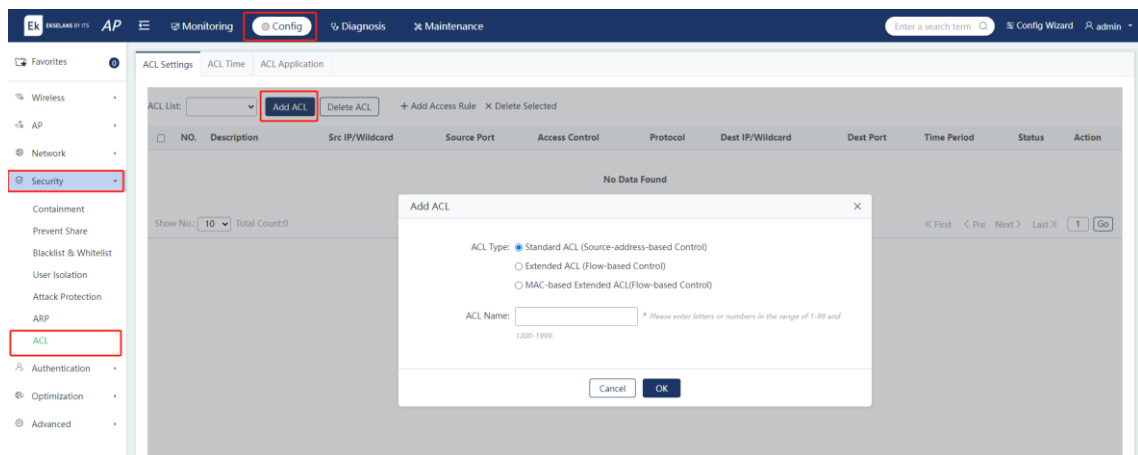 Ek EKSELANS BY ITS AP Monitoring Config Diagnosis Maintenance Enter a search term Config Wizard admin
Favorites 0
ACL Settings ACL Time ACL Application
Wireless
AP
Network
Security
Containment
Prevent Share
Blacklist & Whitelist
User Isolation
Attack Protection
ARP
ACL
Authentication
Optimization
Advanced
ACL List: Add ACL Delete ACL + Add Access Rule × Delete Selected
NO. Description Src IP/Wildcard Source Port Access Control Protocol Dest IP/Wildcard Dest Port Time Period Status Action
No Data Found
Show No.: 10 Total Count:0 First Pre Next Last 1 Go
Add ACL
ACL Type: Standard ACL (Source-address-based Control)
Extended ACL (Flow-based Control)
MAC-based Extended ACL(Flow-based Control)
ACL Name: * Please enter letters or numbers in the range of 1-99 and
1300-1999.
Cancel OK